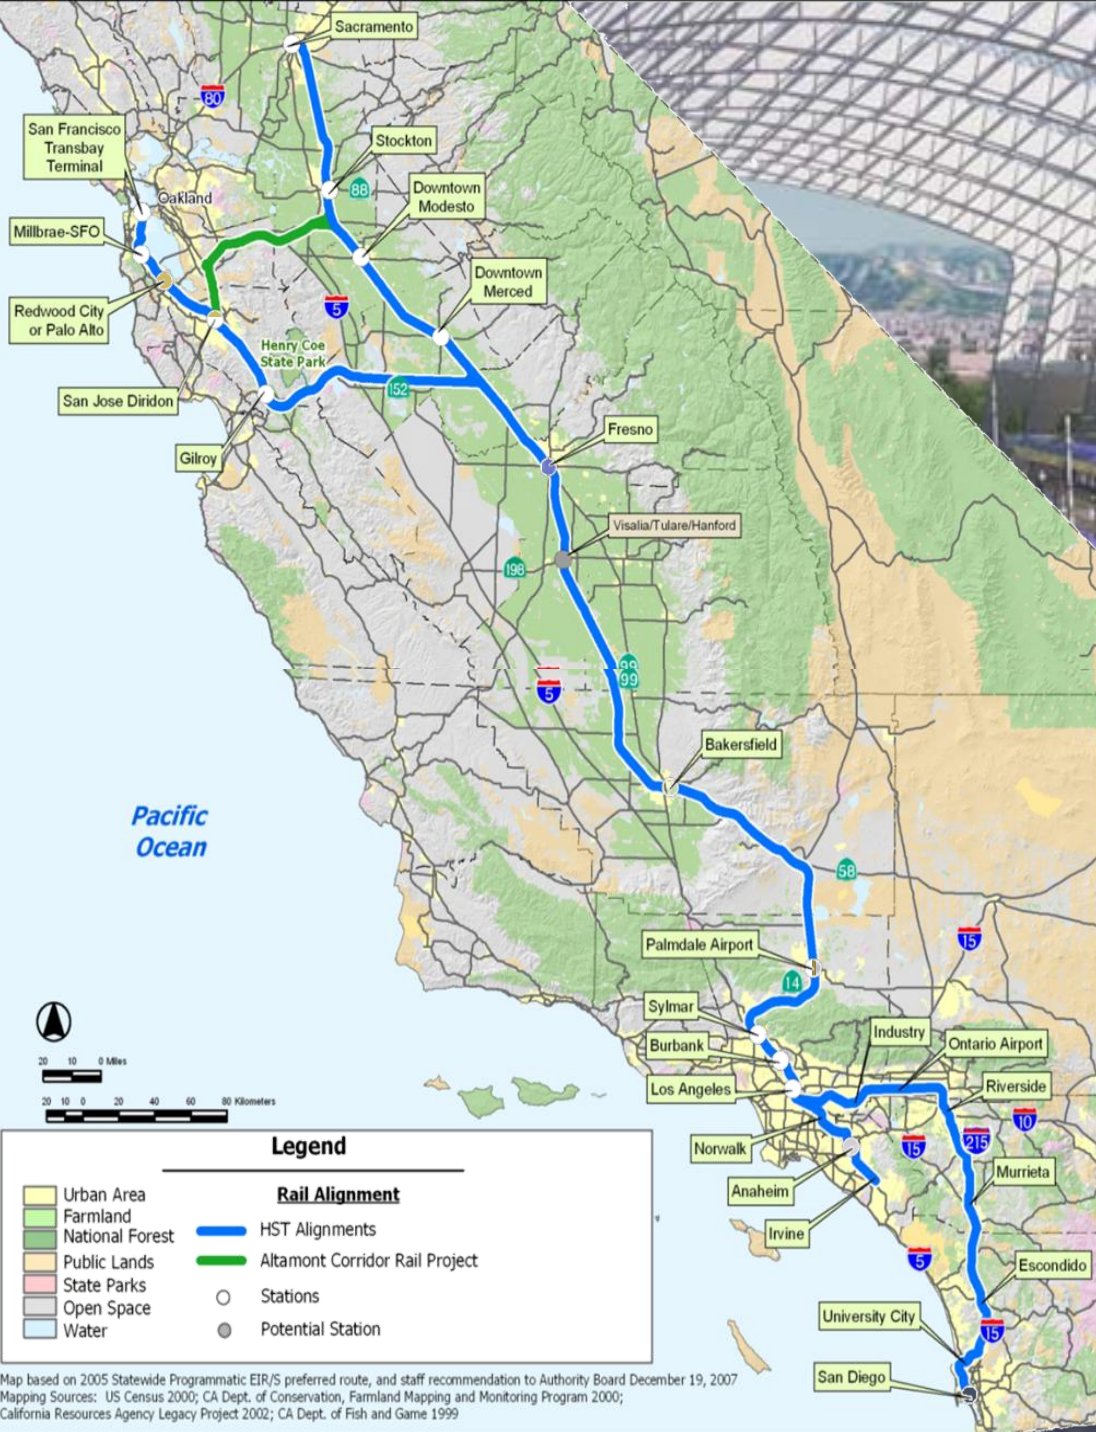 Sacramento
80
San Francisco
Transbay
Terminal
Stockton
88
Oakland
Downtown
Modesto
Millbrae-SFO
Downtown
Merced
Redwood City
or Palo Alto
5
Henry Coe
State Park
152
San Jose Diridon
Fresno
Gilroy
Visalia/Tulare/Hanford
198
99
99
5
Bakersfield
Pacific
Ocean
58
Palmdale Airport
15
14
Sylmar
Industry
Burbank
Ontario Airport
Los Angeles
Riverside
10
Norwalk
15
215
Murrieta
Anaheim
Irvine
5
Escondido
University City
15
San Diego
20 10 0 Miles
20 10 0 20 40 60 80 Kilometers
Legend
Rail Alignment
Urban Area
Farmland
National Forest
Public Lands
State Parks
Open Space
Water
HST Alignments
Altamont Corridor Rail Project
Stations
Potential Station
Map based on 2005 Statewide Programmatic EIR/S preferred route, and staff recommendation to Authority Board December 19, 2007
Mapping Sources: US Census 2000; CA Dept. of Conservation, Farmland Mapping and Monitoring Program 2000;
California Resources Agency Legacy Project 2002; CA Dept. of Fish and Game 1999